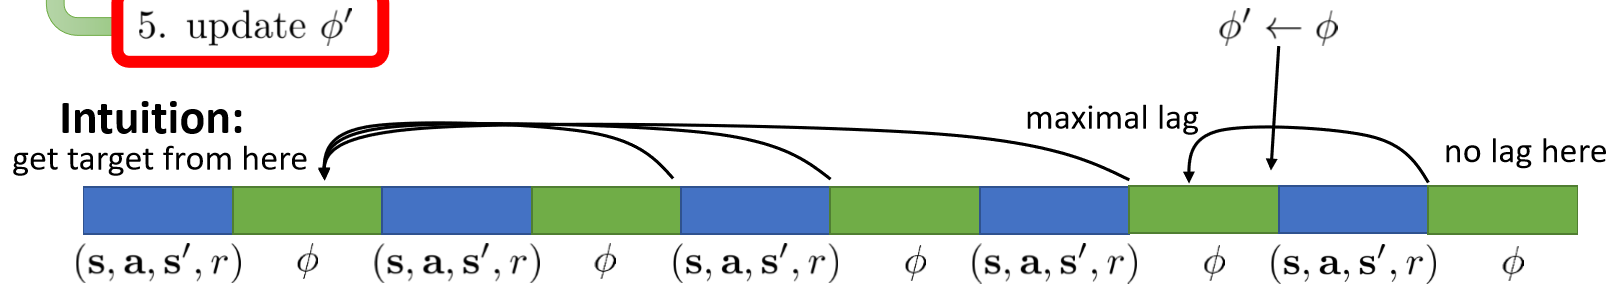 5. update ϕ′
ϕ′ ← ϕ
Intuition:
maximal lag
get target from here
no lag here
(s, a, s′, r) ϕ (s, a, s′, r) ϕ (s, a, s′, r) ϕ (s, a, s′, r) ϕ (s, a, s′, r) ϕ